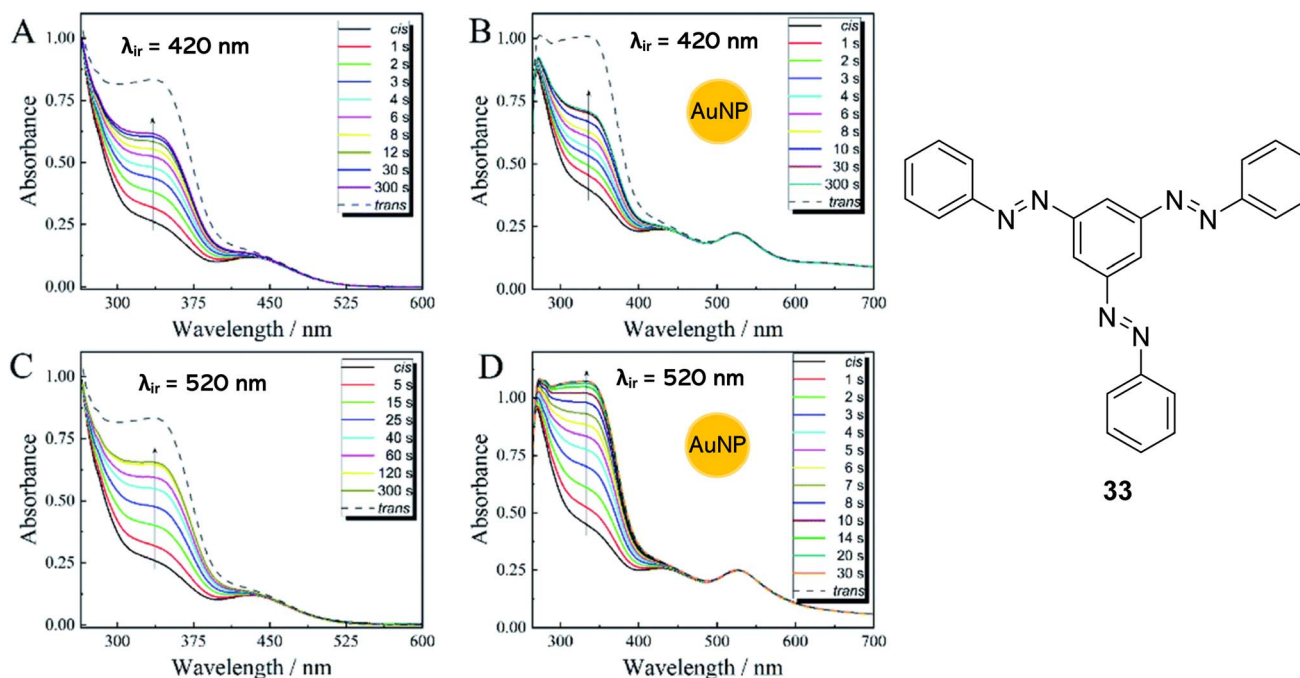 A
λir = 420 nm
1.00
0.75
0.50
0.25
0.00
Absorbance
300 375 450 525 600
Wavelength / nm
cis
1 s
2 s
3 s
4 s
6 s
8 s
12 s
30 s
300 s
trans
B
λir = 420 nm
AuNP
1.00
0.75
0.50
0.25
0.00
Absorbance
300 400 500 600 700
Wavelength / nm
cis
1 s
2 s
3 s
4 s
6 s
8 s
10 s
30 s
300 s
trans
C
λir = 520 nm
1.00
0.75
0.50
0.25
0.00
Absorbance
300 375 450 525 600
Wavelength / nm
cis
5 s
15 s
25 s
40 s
60 s
120 s
300 s
trans
D
λir = 520 nm
AuNP
1.00
0.75
0.50
0.25
0.00
Absorbance
300 400 500 600 700
Wavelength / nm
cis
1 s
2 s
3 s
4 s
5 s
6 s
7 s
8 s
10 s
14 s
20 s
30 s
trans
N=N
N=N
N=N
33